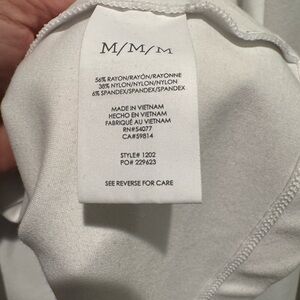 M/M/M
56% RAYON/RAYÓN/RAYONNE
38% NYLON/NYLON/NYLON
6% SPANDEX/SPANDEX/SPANDEX
MADE IN VIETNAM
HECHO EN VIETNAM
FABRIQUÉ AU VIETNAM
RN#54077
CA#59814
STYLE# 1202
PO# 229623
SEE REVERSE FOR CARE